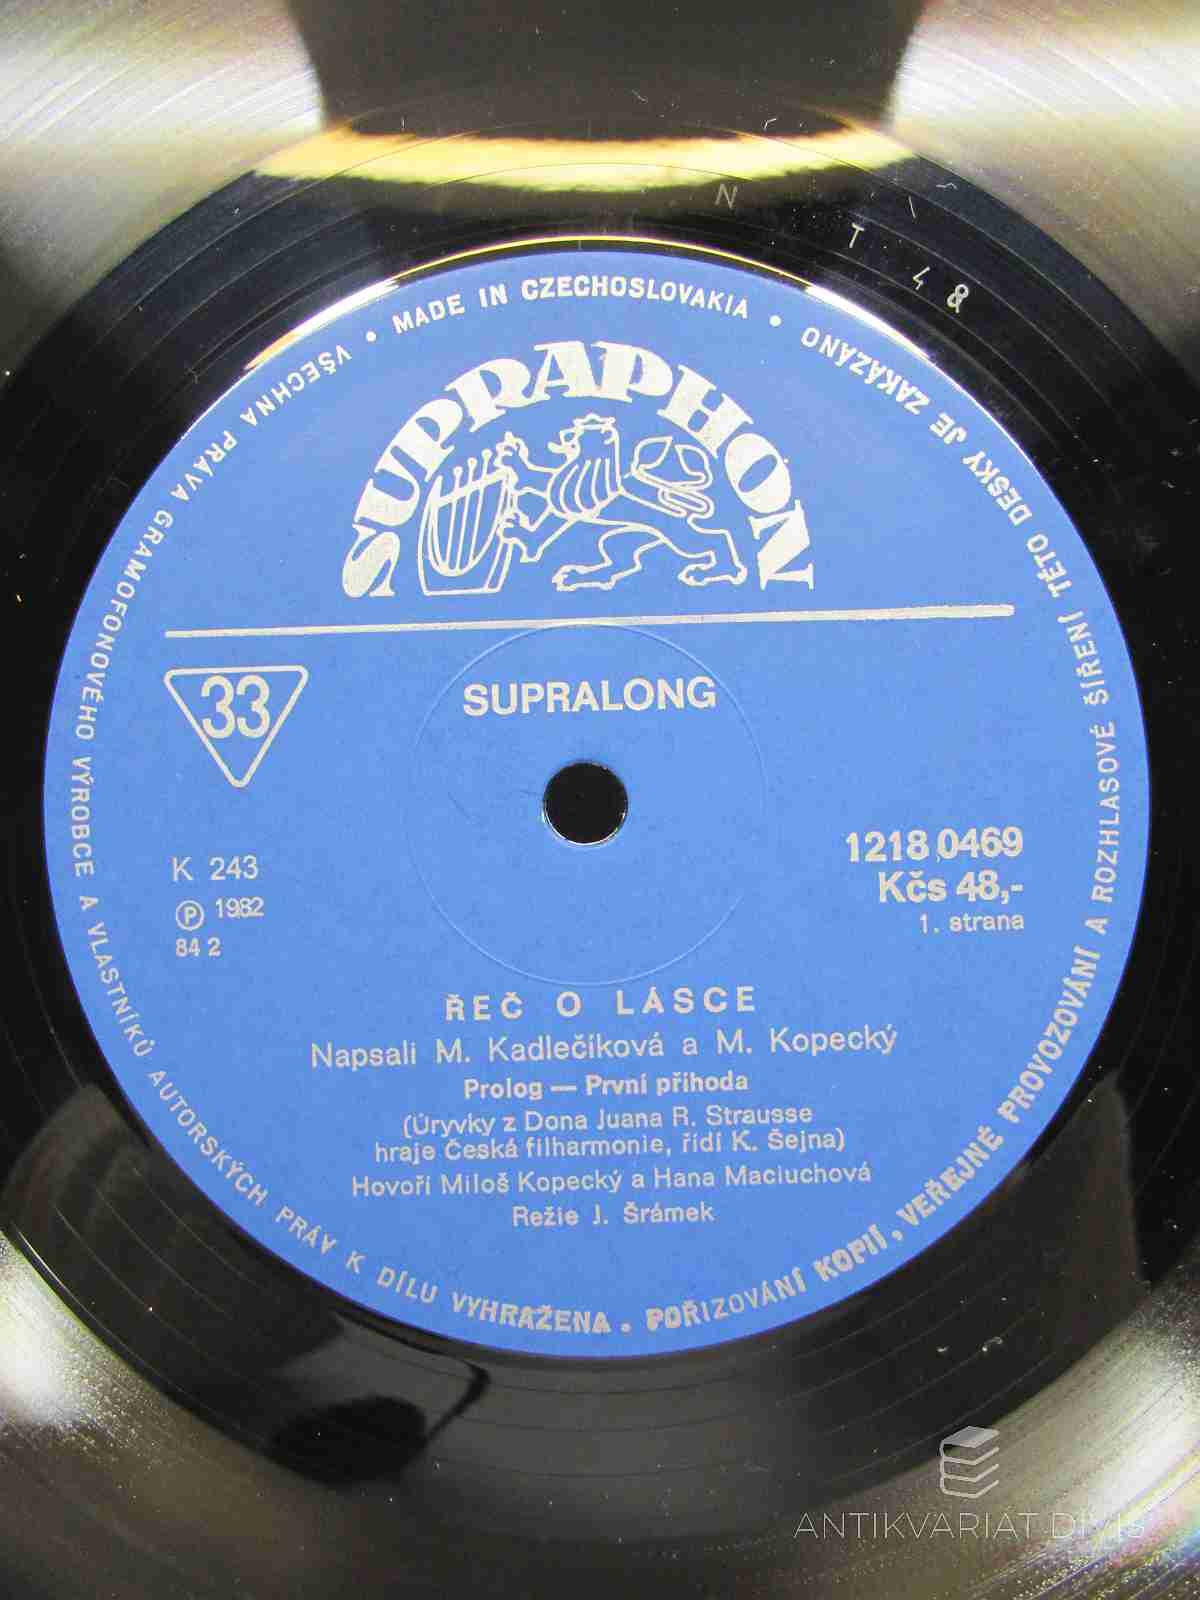 N T 48
MADE IN CZECHOSLOVAKIA • VŠECHNA PRÁVA GRAMOFONOVÉHO VÝROBCE A VLASTNÍKŮ AUTORSKÝCH PRÁV K DÍLU VYHRAŽENA. POŘIZOVÁNÍ KOPIÍ, VEŘEJNÉ PROVOZOVÁNÍ A ROZHLASOVÉ ŠÍŘENÍ TÉTO DESKY JE ZAKÁZÁNO •
SUPRAPHON
33
SUPRALONG
K 243
Ⓟ 1982
84 2
1218 0469
Kčs 48,-
1. strana
ŘEČ O LÁSCE
Napsali M. Kadlečíková a M. Kopecký
Prolog — První příhoda
(Úryvky z Dona Juana R. Strausse
hraje Česká filharmonie, řídí K. Šejna)
Hovoří Miloš Kopecký a Hana Maciuchová
Režie J. Šrámek
ANTIKVARIAT DIVIŠ